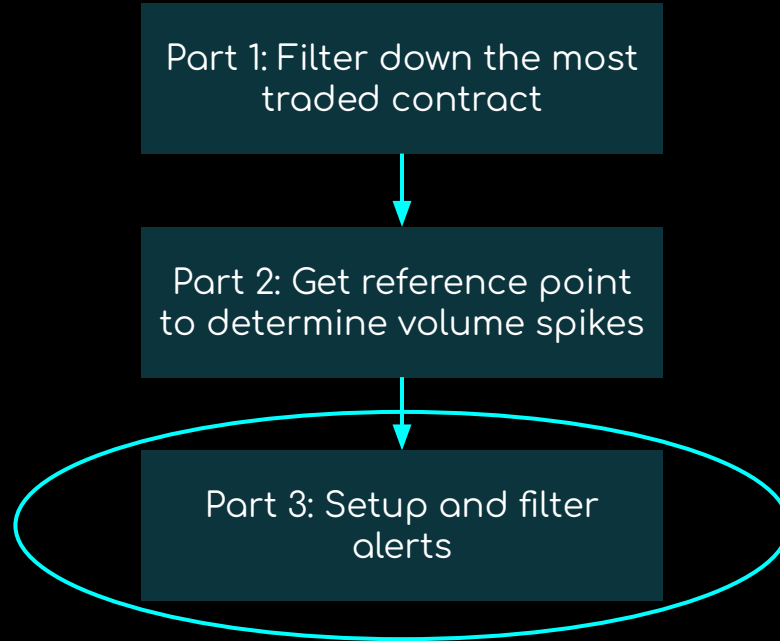 Part 1: Filter down the most
traded contract
Part 2: Get reference point
to determine volume spikes
Part 3: Setup and filter
alerts